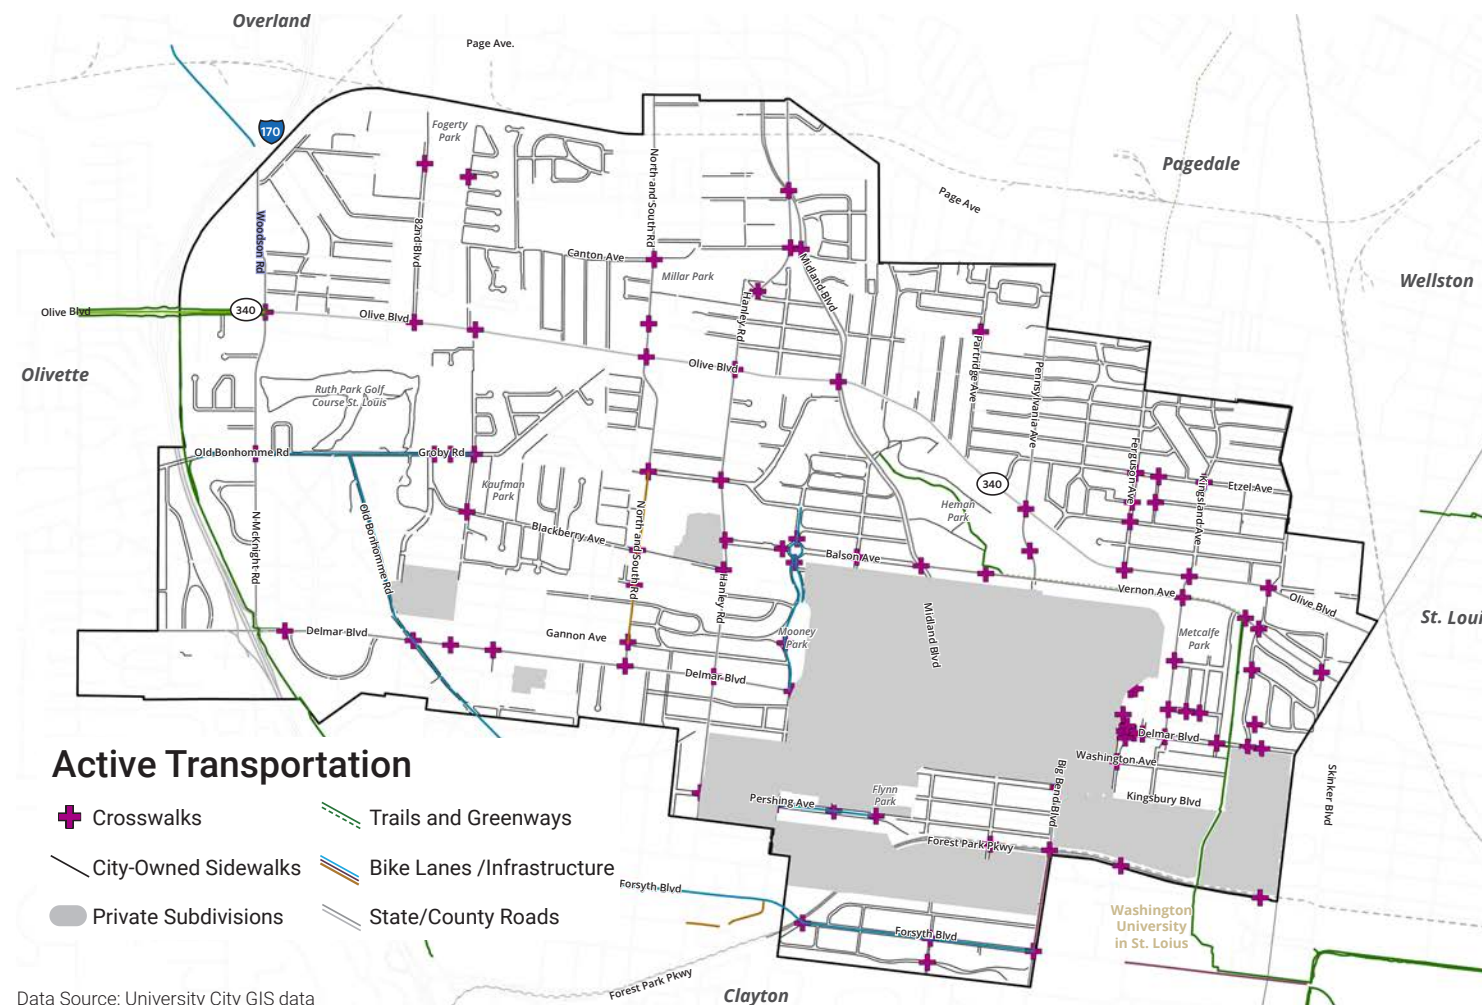 Overland
Page Ave.
170
Fogerty
Park
Pagedale
North and South Rd
Page Ave
Woodson Rd
82nd Blvd
Canton Ave
Millar Park
Midland Blvd
Wellston
Hanley Rd
Olive Blvd
340
Olive Blvd
Partridge Ave
Olivette
Olive Blvd
Pennsylvania Ave
Ruth Park Golf
Course St. Louis
Old Bonhomme Rd
Groby Rd
Ferguson Ave
Kingsland Ave
Etzel Ave
Kaufman
Park
340
Heman
Park
N McKnight Rd
Old Bonhomme Rd
Blackberry Ave
North and South Rd
Hanley Rd
Balson Ave
Vernon Ave
Olive Blvd
St. Loui
Delmar Blvd
Gannon Ave
Mooney
Park
Midland Blvd
Metcalfe
Park
Delmar Blvd
Delmar Blvd
Washington Ave
Kingsbury Blvd
Skinker Blvd
Big Bend Blvd
Pershing Ave
Flynn
Park
Forest Park Pkwy
Active Transportation
Crosswalks
Trails and Greenways
City-Owned Sidewalks
Bike Lanes /Infrastructure
Private Subdivisions
State/County Roads
Forsyth Blvd
Forsyth Blvd
Washington
University
in St. Loius
Forest Park Pkwy
Clayton
Data Source: University City GIS data